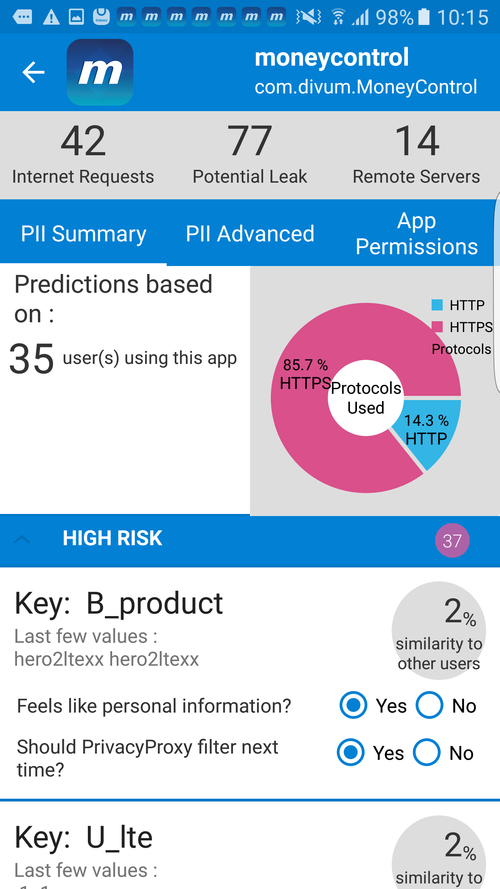 98% 10:15
m
moneycontrol
com.divum.MoneyControl
42 77 14
Internet Requests Potential Leak Remote Servers
PII Summary PII Advanced App Permissions
Predictions based
on :
35 user(s) using this app
HTTP
HTTPS
Protocols
85.7 %
HTTPS
Protocols
Used
14.3 %
HTTP
HIGH RISK 37
Key: B_product
Last few values :
hero2ltexx hero2ltexx
2%
similarity to
other users
Feels like personal information? Yes No
Should PrivacyProxy filter next
time?
Yes No
Key: U_lte
Last few values :
2%
similarity to